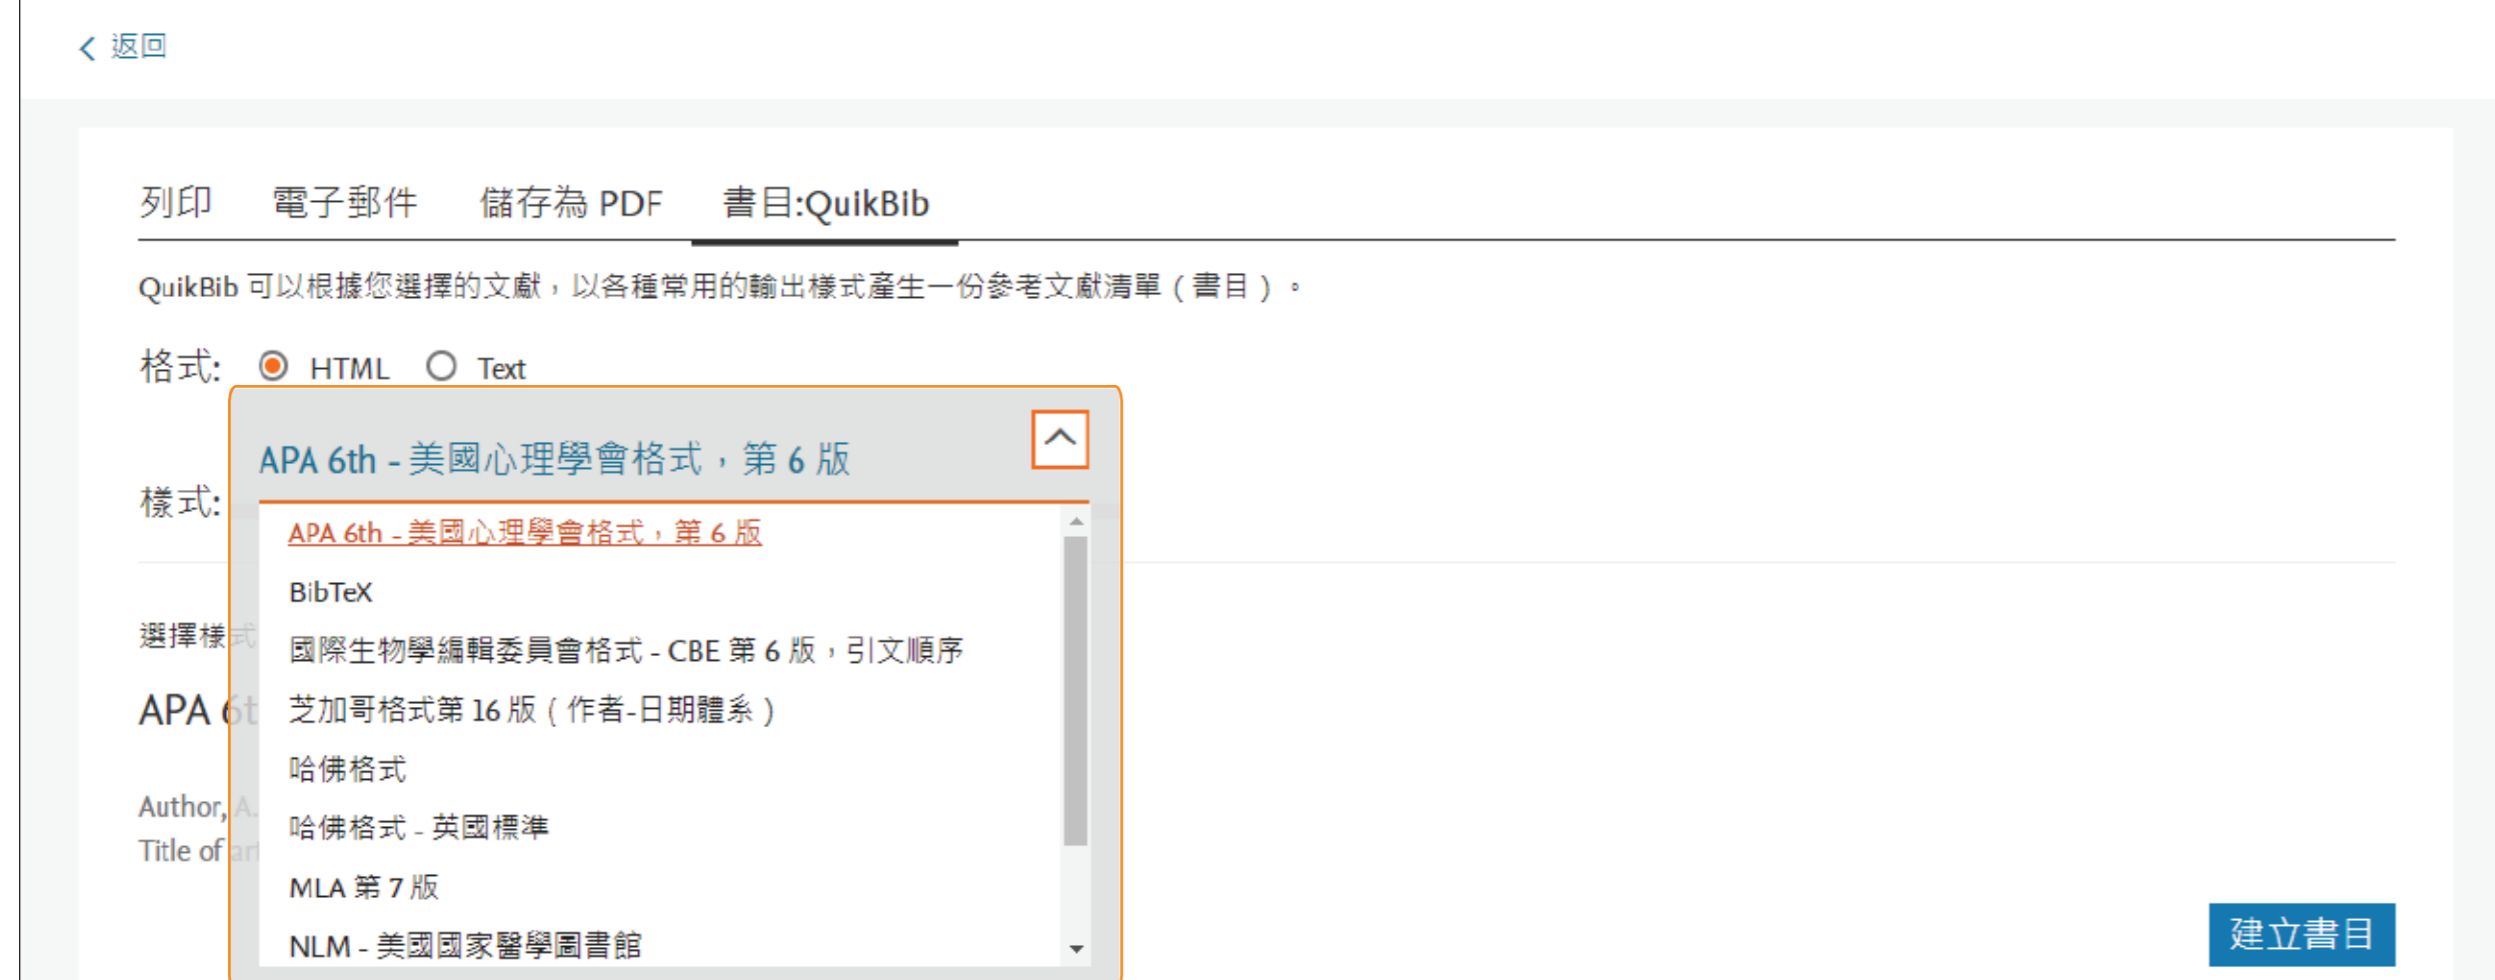 返回
列印 電子郵件 儲存為 PDF 書目:QuikBib
QuikBib 可以根據您選擇的文獻，以各種常用的輸出樣式產生一份參考文獻清單（書目）。
格式: HTML Text
APA 6th - 美國心理學會格式，第 6 版
樣式:
APA 6th - 美國心理學會格式，第 6 版
BibTeX
選擇樣式
國際生物學編輯委員會格式 - CBE 第 6 版，引文順序
APA 6t
芝加哥格式第 16 版（作者-日期體系）
哈佛格式
Author, A.
哈佛格式 - 英國標準
Title of art
MLA 第 7 版
NLM - 美國國家醫學圖書館
建立書目